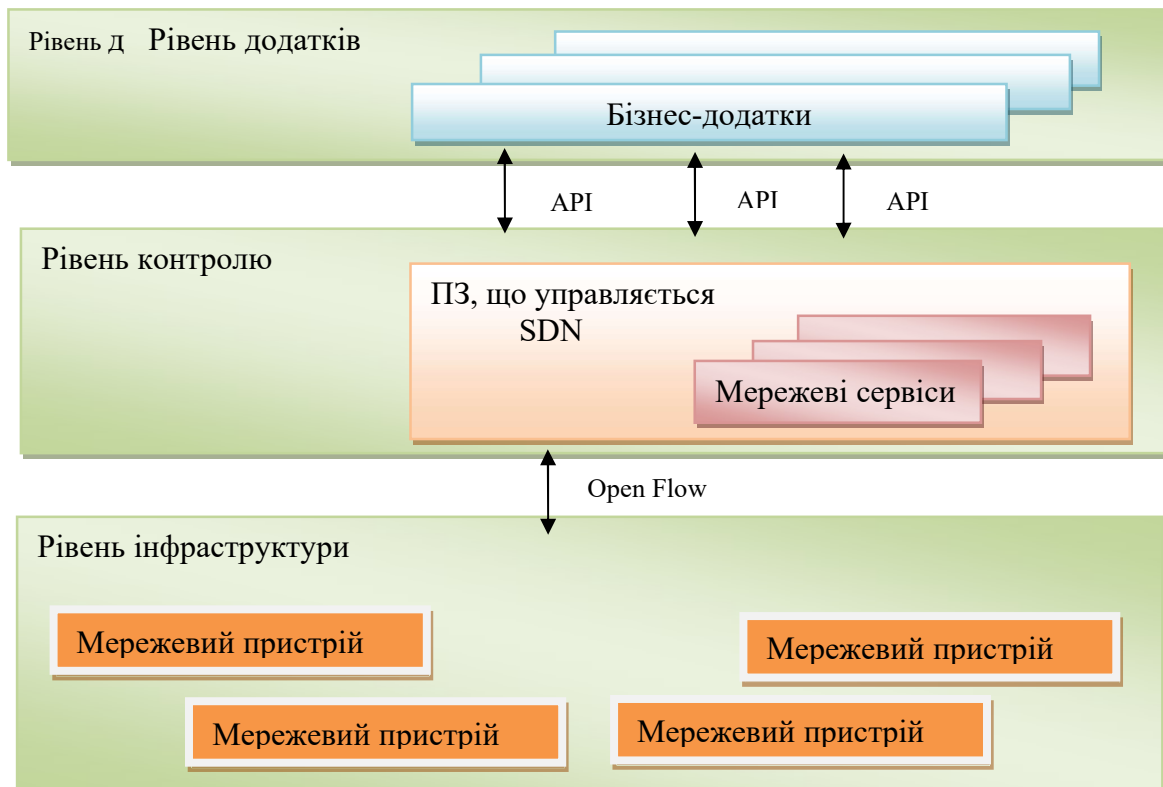 Рівень д Рівень додатків
Бізнес-додатки
API API API
Рівень контролю
ПЗ, що управляється
SDN
Мережеві сервіси
Open Flow
Рівень інфраструктури
Мережевий пристрій Мережевий пристрій
Мережевий пристрій Мережевий пристрій